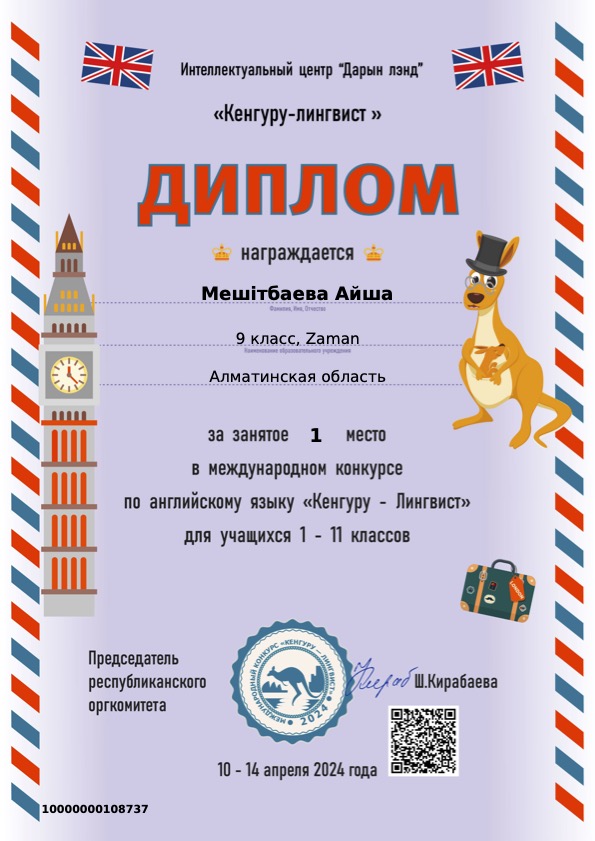 Интеллектуальный центр “Дарын лэнд”
«Кенгуру-лингвист »
ДИПЛОМ
награждается
Мешітбаева Айша
Фамилия, Имя, Отчество
9 класс, Zaman
Наименование образовательного учреждения
Алматинская область
за занятое 1 место
в международном конкурсе
по английскому языку «Кенгуру - Лингвист»
для учащихся 1 - 11 классов
LONDON
Председатель
республиканского
оргкомитета
МЕЖДУНАРОДНЫЙ КОНКУРС «КЕНГУРУ – ЛИНГВИСТ»
2024
Ш.Кирабаева
10 - 14 апреля 2024 года
10000000108737